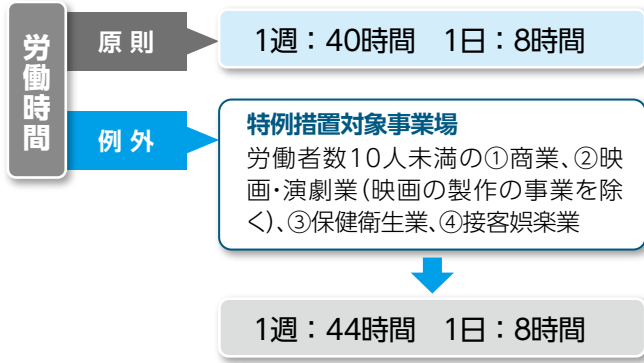 労働時間
原則
1週：40時間　1日：8時間
例外
特例措置対象事業場
労働者数10人未満の①商業、②映
画・演劇業（映画の製作の事業を除
く）、③保健衛生業、④接客娯楽業
1週：44時間　1日：8時間